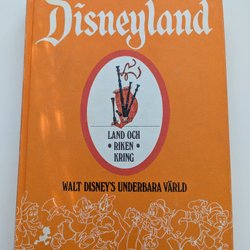 Disneyland
LAND OCH
• RIKEN •
KRING
WALT DISNEY'S UNDERBARA VÄRLD